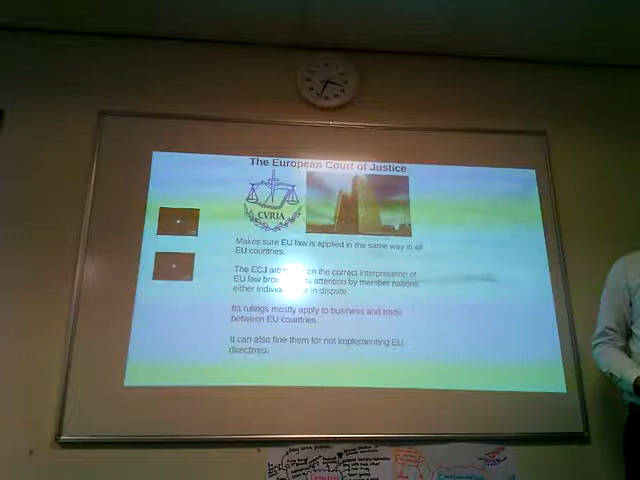 The European Court of Justice
CVRIA
Makes sure EU law is applied in the same way in all
EU countries.
The ECJ on the correct interpretation of
EU law attention by member nations
either in dispute.
Its rulings mostly apply to business and trade
between EU countries.
It can also fine them for not implementing EU
directives.